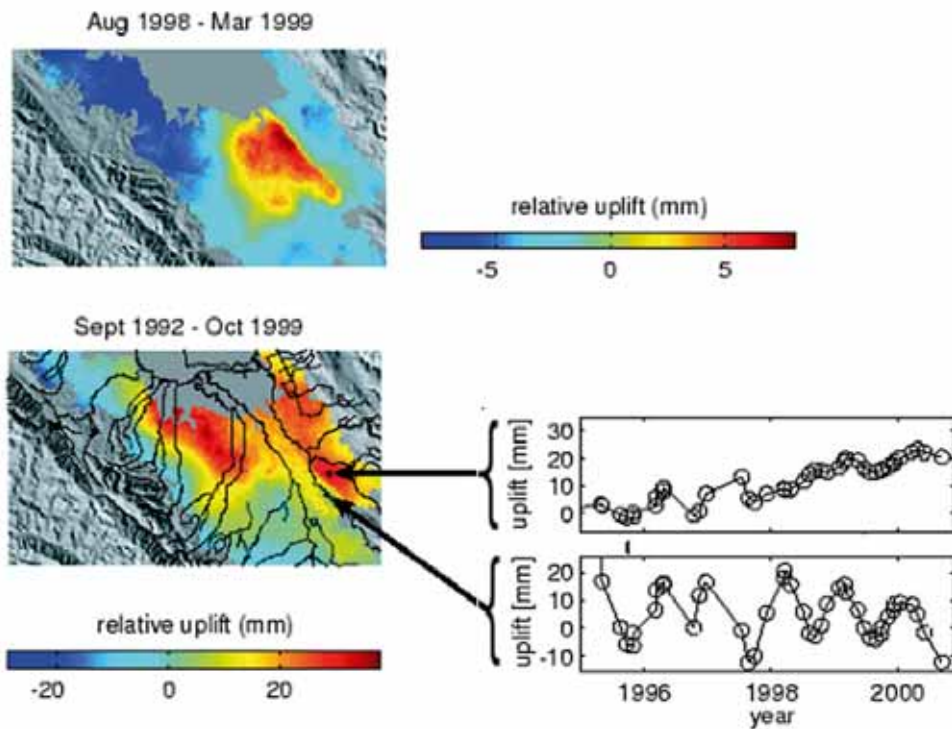 Aug 1998 - Mar 1999
relative uplift (mm)
-5 0 5
Sept 1992 - Oct 1999
relative uplift (mm)
-20 0 20
uplift [mm]
30
20
10
0
uplift [mm]
20
10
0
-10
1996 1998 2000
year